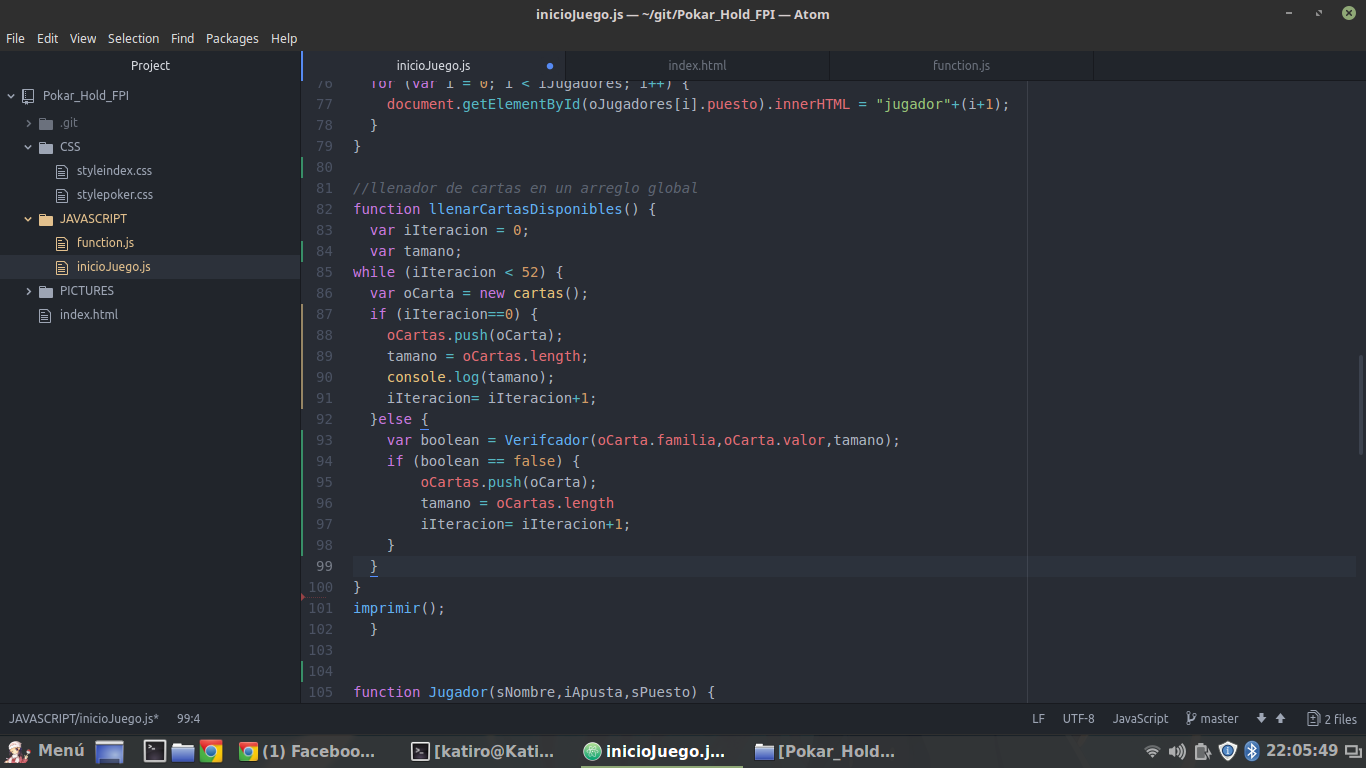 inicioJuego.js — ~/git/Pokar_Hold_FPI — Atom
File Edit View Selection Find Packages Help
Project
inicioJuego.js
index.html
function.js
Pokar_Hold_FPI
.git
CSS
styleindex.css
stylepoker.css
JAVASCRIPT
function.js
inicioJuego.js
PICTURES
index.html
76 for (var i = 0; i < iJugadores; i++) {
77 document.getElementById(oJugadores[i].puesto).innerHTML = "jugador"+(i+1);
78 }
79 }
80
81 //llenador de cartas en un arreglo global
82 function llenarCartasDisponibles() {
83 var iIteracion = 0;
84 var tamano;
85 while (iIteracion < 52) {
86 var oCarta = new cartas();
87 if (iIteracion==0) {
88 oCartas.push(oCarta);
89 tamano = oCartas.length;
90 console.log(tamano);
91 iIteracion= iIteracion+1;
92 }else {
93 var boolean = Verifcador(oCarta.familia,oCarta.valor,tamano);
94 if (boolean == false) {
95 oCartas.push(oCarta);
96 tamano = oCartas.length
97 iIteracion= iIteracion+1;
98 }
99 }
100 }
101 imprimir();
102 }
103
104
105 function Jugador(sNombre,iApusta,sPuesto) {
JAVASCRIPT/inicioJuego.js* 99:4 LF UTF-8 JavaScript master 2 files
Menú (1) Faceboo... [katiro@Kati... inicioJuego.j... [Pokar_Hold... 22:05:49